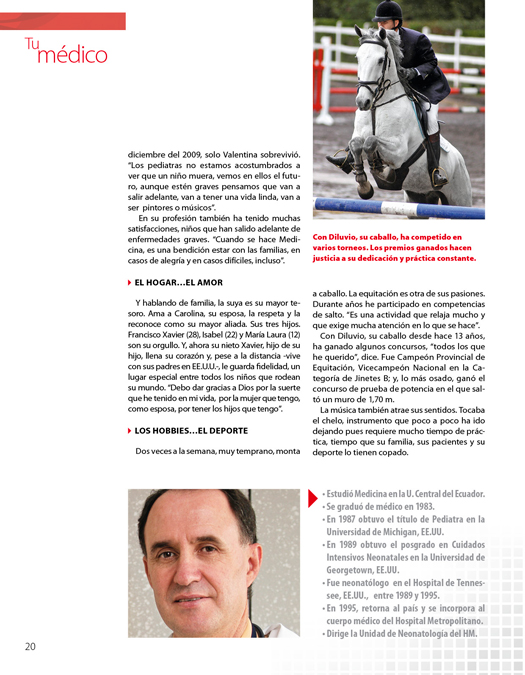 Tu
médico
diciembre del 2009, solo Valentina sobrevivió.
“Los pediatras no estamos acostumbrados a
ver que un niño muera, vemos en ellos el futu-
ro, aunque estén graves pensamos que van a
salir adelante, van a tener una vida linda, van a
ser pintores o músicos”.
En su profesión también ha tenido muchas
satisfacciones, niños que han salido adelante de
enfermedades graves. “Cuando se hace Medi-
cina, es una bendición estar con las familias, en
casos de alegría y en casos difíciles, incluso”.
EL HOGAR...EL AMOR
Y hablando de familia, la suya es su mayor te-
soro. Ama a Carolina, su esposa, la respeta y la
reconoce como su mayor aliada. Sus tres hijos.
Francisco Xavier (28), Isabel (22) y María Laura (12)
son su orgullo. Y, ahora su nieto Xavier, hijo de su
hijo, llena su corazón y, pese a la distancia -vive
con sus padres en EE.U.U.-, le guarda fidelidad, un
lugar especial entre todos los niños que rodean
su mundo. “Debo dar gracias a Dios por la suerte
que he tenido en mi vida, por la mujer que tengo,
como esposa, por tener los hijos que tengo”.
LOS HOBBIES...EL DEPORTE
Dos veces a la semana, muy temprano, monta
Con Diluvio, su caballo, ha competido en
varios torneos. Los premios ganados hacen
justicia a su dedicación y práctica constante.
a caballo. La equitación es otra de sus pasiones.
Durante años he participado en competencias
de salto. “Es una actividad que relaja mucho y
que exige mucha atención en lo que se hace”.
Con Diluvio, su caballo desde hace 13 años,
ha ganado algunos concursos, “todos los que
he querido”, dice. Fue Campeón Provincial de
Equitación, Vicecampeón Nacional en la Ca-
tegoría de Jinetes B; y, lo más osado, ganó el
concurso de prueba de potencia en el que sal-
tó un muro de 1,70 m.
La música también atrae sus sentidos. Tocaba
el chelo, instrumento que poco a poco ha ido
dejando pues requiere mucho tiempo de prác-
tica, tiempo que su familia, sus pacientes y su
deporte lo tienen copado.
• Estudió Medicina en la U. Central del Ecuador.
• Se graduó de médico en 1983.
• En 1987 obtuvo el título de Pediatra en la
Universidad de Michigan, EE.UU.
• En 1989 obtuvo el posgrado en Cuidados
Intensivos Neonatales en la Universidad de
Georgetown, EE.UU.
• Fue neonatólogo en el Hospital de Tennes-
see, EE.UU., entre 1989 y 1995.
• En 1995, retorna al país y se incorpora al
cuerpo médico del Hospital Metropolitano.
• Dirige la Unidad de Neonatología del HM.
20